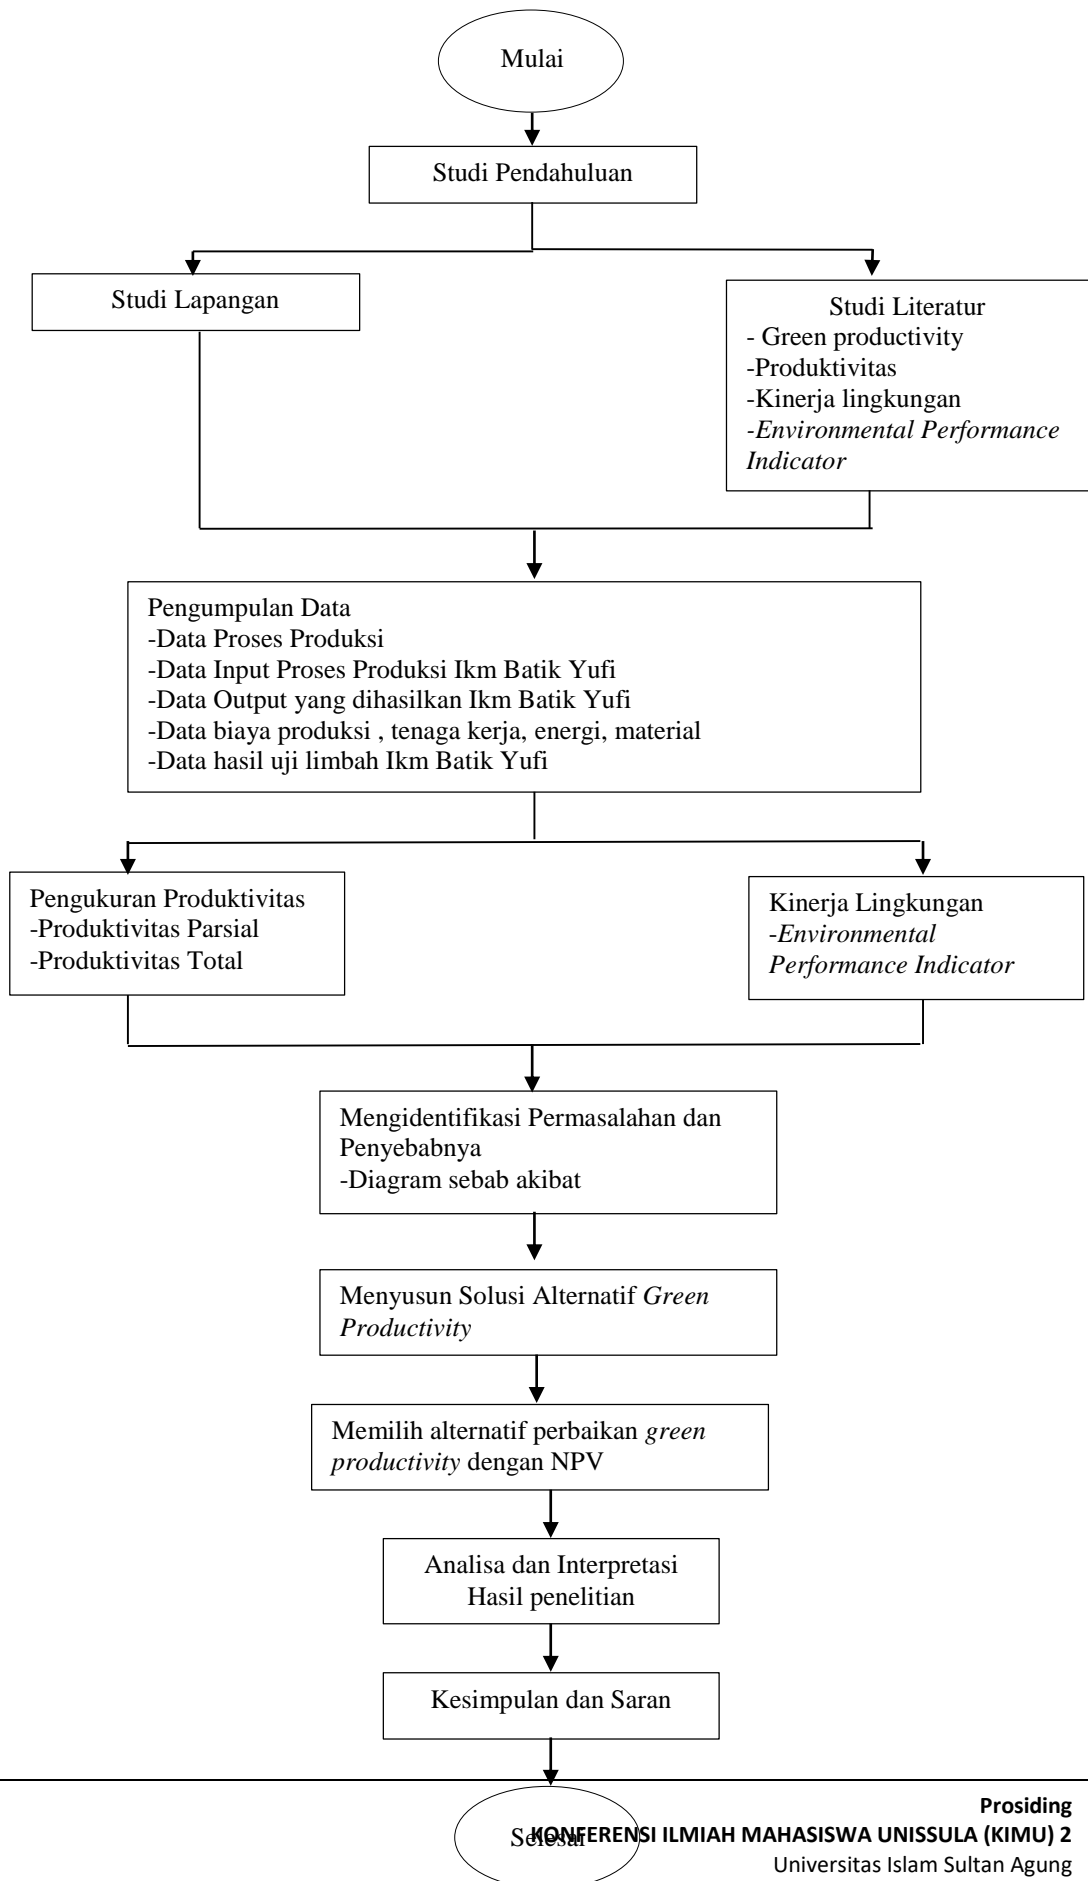 Mulai
Studi Pendahuluan
Studi Lapangan
Studi Literatur
- Green productivity
-Produktivitas
-Kinerja lingkungan
-Environmental Performance
Indicator
Pengumpulan Data
-Data Proses Produksi
-Data Input Proses Produksi Ikm Batik Yufi
-Data Output yang dihasilkan Ikm Batik Yufi
-Data biaya produksi , tenaga kerja, energi, material
-Data hasil uji limbah Ikm Batik Yufi
Pengukuran Produktivitas
-Produktivitas Parsial
-Produktivitas Total
Kinerja Lingkungan
-Environmental
Performance Indicator
Mengidentifikasi Permasalahan dan
Penyebabnya
-Diagram sebab akibat
Menyusun Solusi Alternatif Green
Productivity
Memilih alternatif perbaikan green
productivity dengan NPV
Analisa dan Interpretasi
Hasil penelitian
Kesimpulan dan Saran
Selesai
Prosiding
KONFERENSI ILMIAH MAHASISWA UNISSULA (KIMU) 2
Universitas Islam Sultan Agung